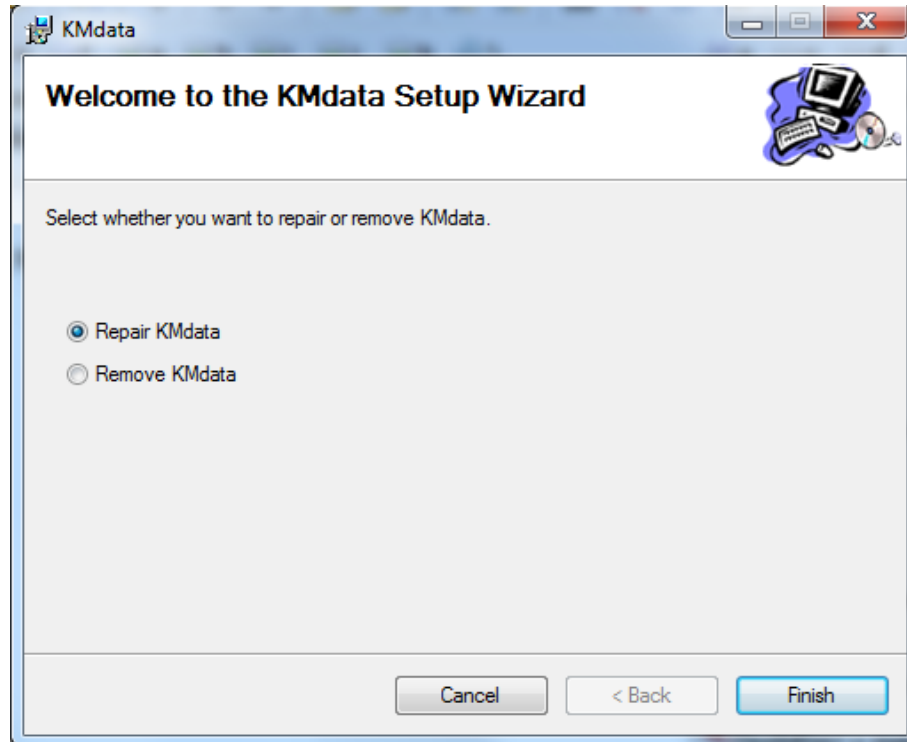 KMdata
Welcome to the KMdata Setup Wizard
Select whether you want to repair or remove KMdata.
Repair KMdata
Remove KMdata
Cancel
< Back
Finish